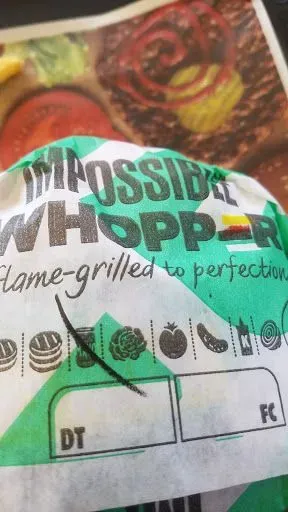 IMPOSSIBLE
WHOPPER
flame-grilled to perfection
DT
FC